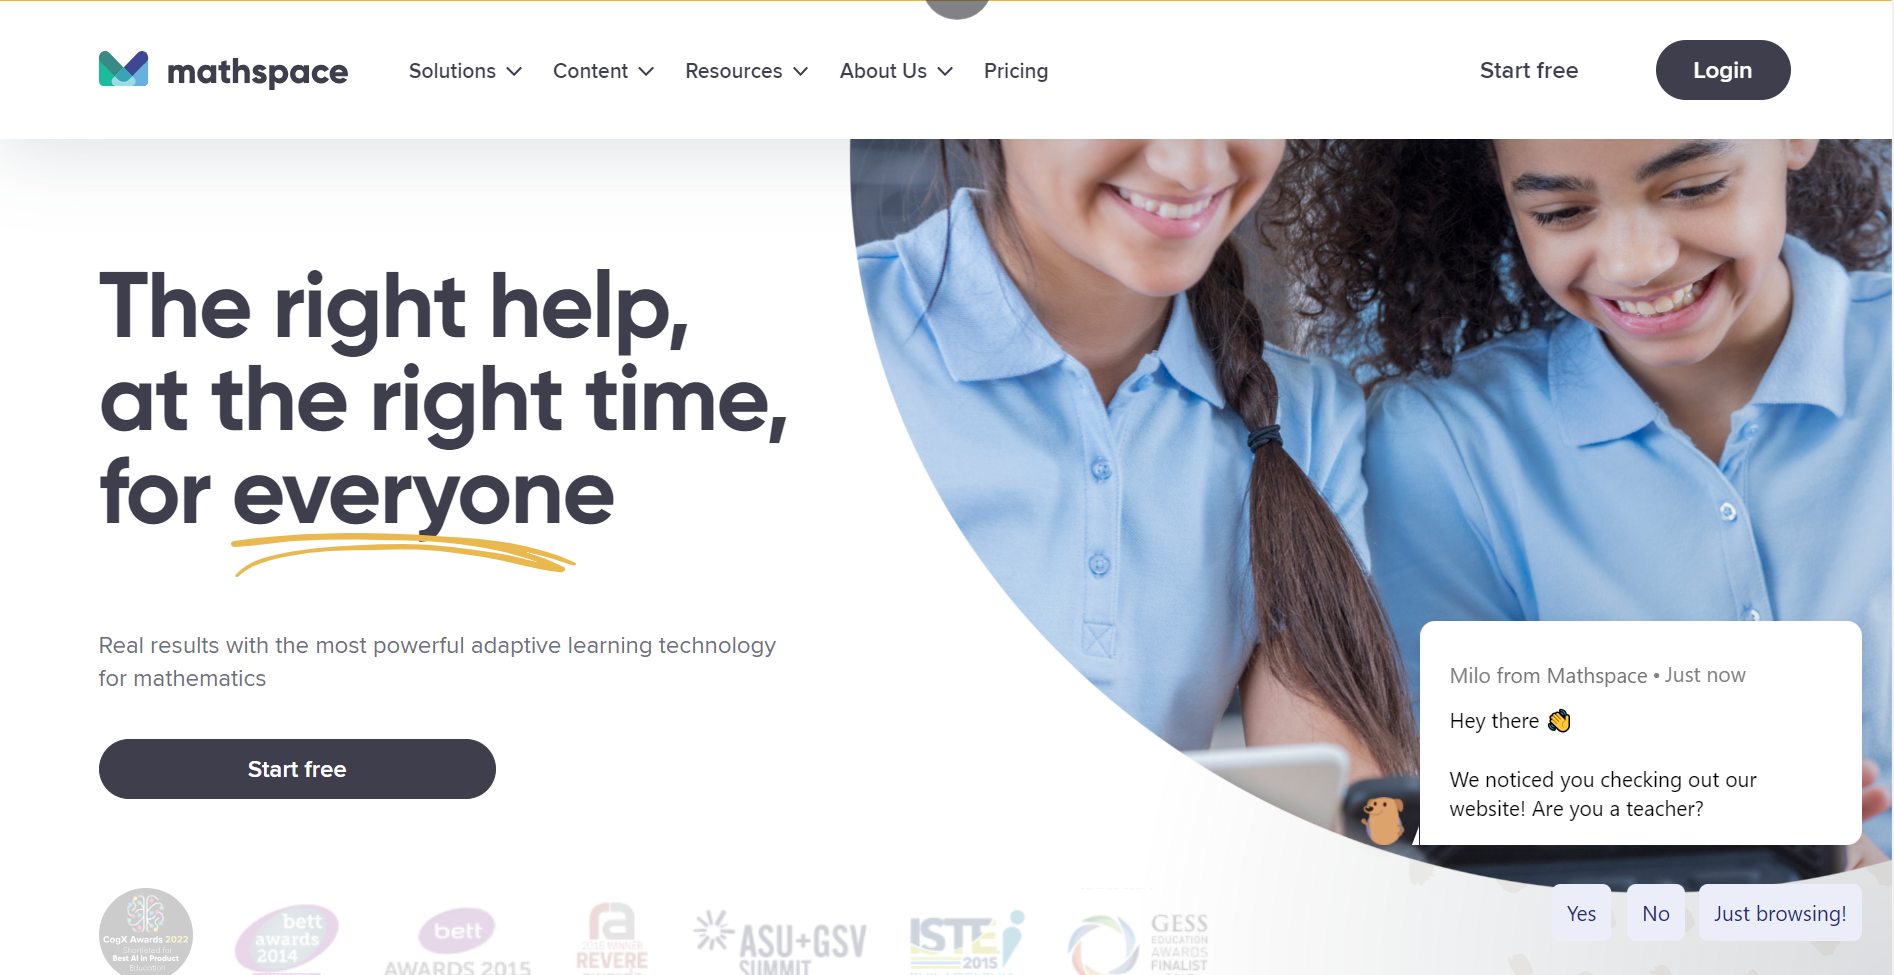 mathspace
Solutions
Content
Resources
About Us
Pricing
Start free
Login
The right help,
at the right time,
for everyone
Real results with the most powerful adaptive learning technology
for mathematics
Start free
Milo from Mathspace • Just now
Hey there 👋
We noticed you checking out our
website! Are you a teacher?
Yes
No
Just browsing!
CogX Awards 2022
Shortlisted for
Best AI in Product
Education
bett
awards
2014
bett
AWARDS 2015
ra
2016 WINNER
REVERE
ASU+GSV
SUMMIT
ISTE
2015
GESS
EDUCATION
AWARDS
FINALIST